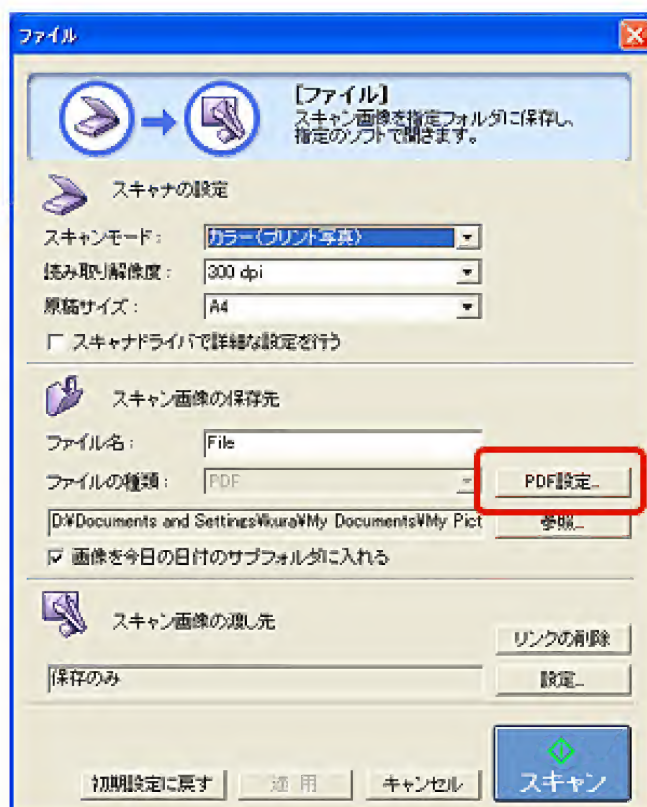 ファイル
[ファイル]
スキャン画像を指定フォルダに保存し、
指定のソフトで開きます。
スキャナの設定
スキャンモード： カラー(プリント写真)
読み取り解像度： 300 dpi
原稿サイズ： A4
スキャナドライバで詳細な設定を行う
スキャン画像の保存先
ファイル名： File
ファイルの種類： PDF PDF設定...
D:¥Documents and Settings¥kura¥My Documents¥My Pict 参照...
画像を今日の日付のサブフォルダに入れる
スキャン画像の渡し先
リンクの削除
保存のみ 設定...
初期設定に戻す 適用 キャンセル スキャン